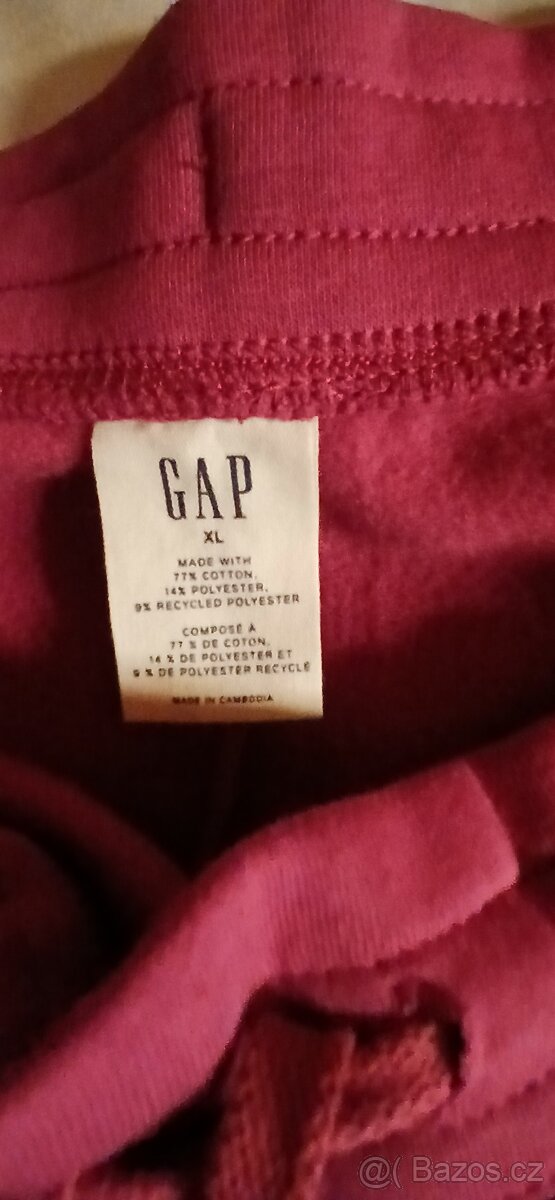 GAP
XL
MADE WITH
77% COTTON,
14% POLYESTER,
9% RECYCLED POLYESTER
COMPOSÉ À
77 % DE COTON,
14 % DE POLYESTER ET
9 % DE POLYESTER RECYCLÉ
MADE IN CAMBODIA
@( Bazos.cz